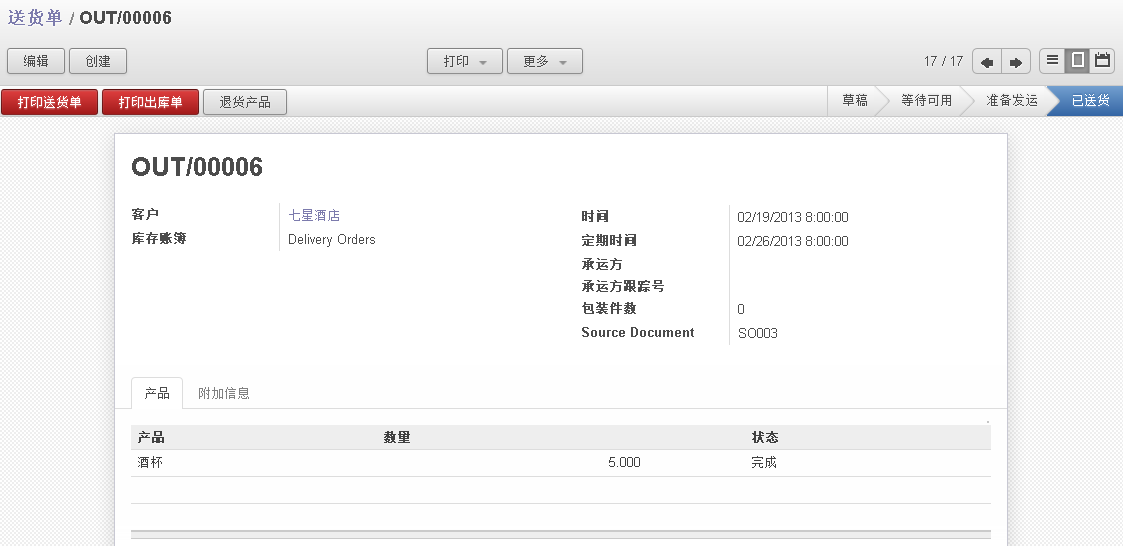 送货单 / OUT/00006
编辑 创建 打印 更多 17 / 17
打印送货单 打印出库单 退货产品 草稿 等待可用 准备发运 已送货
OUT/00006
客户 七星酒店
库存账簿 Delivery Orders
时间 02/19/2013 8:00:00
定期时间 02/26/2013 8:00:00
承运方
承运方跟踪号
包装件数 0
Source Document SO003
产品 附加信息
产品 数量 状态
酒杯 5.000 完成